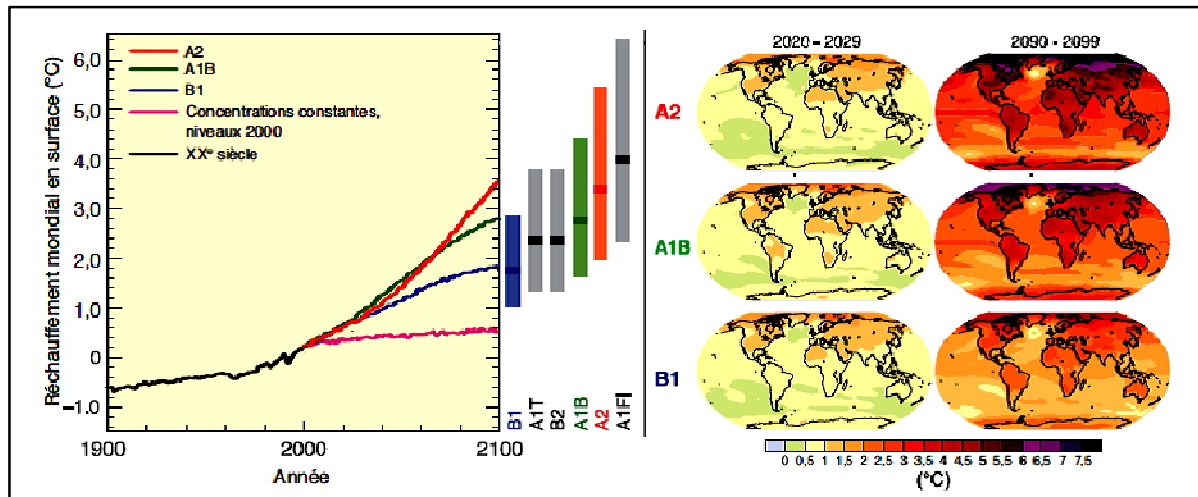 Réchauffement mondial en surface (°C)
6,0
5,0
4,0
3,0
2,0
1,0
0
–1,0
A2
A1B
B1
Concentrations constantes,
niveaux 2000
XXe siècle
1900
2000
2100
Année
B1
A1T
B2
A1B
A2
A1FI
2020 - 2029
2090 - 2099
A2
A1B
B1
0 0,5 1 1,5 2 2,5 3 3,5 4 4,5 5 5,5 6 6,5 7 7,5
(°C)